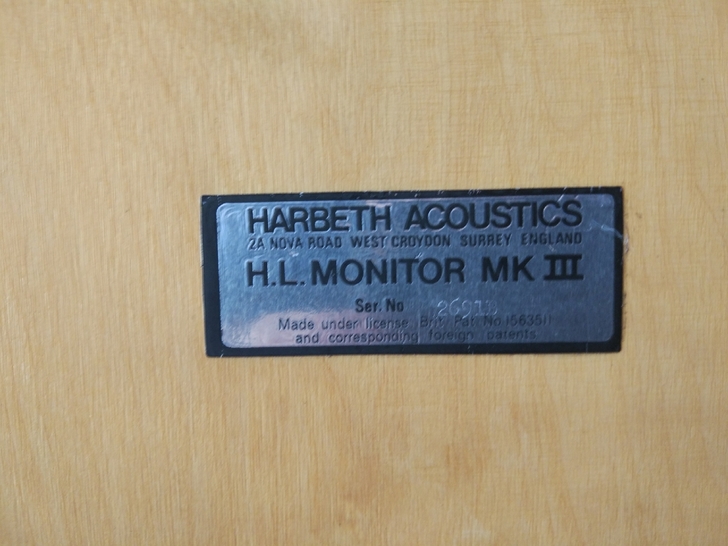 HARBETH ACOUSTICS
2A NOVA ROAD WEST CROYDON SURREY ENGLAND
H.L. MONITOR MK III
Ser. No
Made under license Brit. Pat. No. 1563511
and corresponding foreign patents